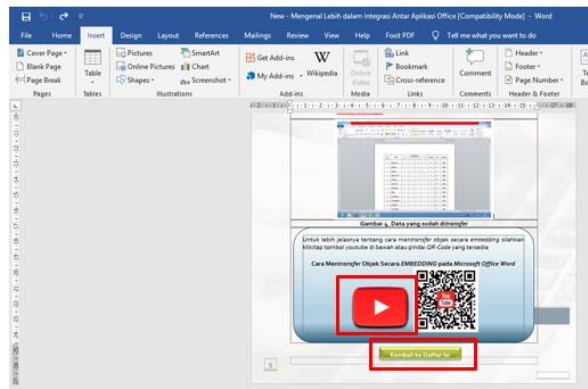 New - Mengenal Lebih dalam Integrasi Antar Aplikasi Office [Compatibility Mode] - Word
File Home Insert Design Layout References Mailings Review View Help Foxit PDF Tell me what you want to do
Cover Page
Blank Page
Page Break
Pages
Table
Tables
Pictures
Online Pictures
Shapes
SmartArt
Chart
Screenshot
Illustrations
Get Add-ins
My Add-ins
Wikipedia
Add-ins
Online Video
Media
Link
Bookmark
Cross-reference
Links
Comment
Comments
Header
Footer
Page Number
Header & Footer
Gambar 4. Data yang sudah ditransfer
Untuk lebih jelasnya tentang cara mentransfer objek secara embedding silahkan
klik/tap tombol youtube di bawah atau pindai QR-Code yang tersedia
Cara Mentransfer Objek Secara EMBEDDING pada Microsoft Office Word
You
Tube
Kembali ke Daftar Isi
5